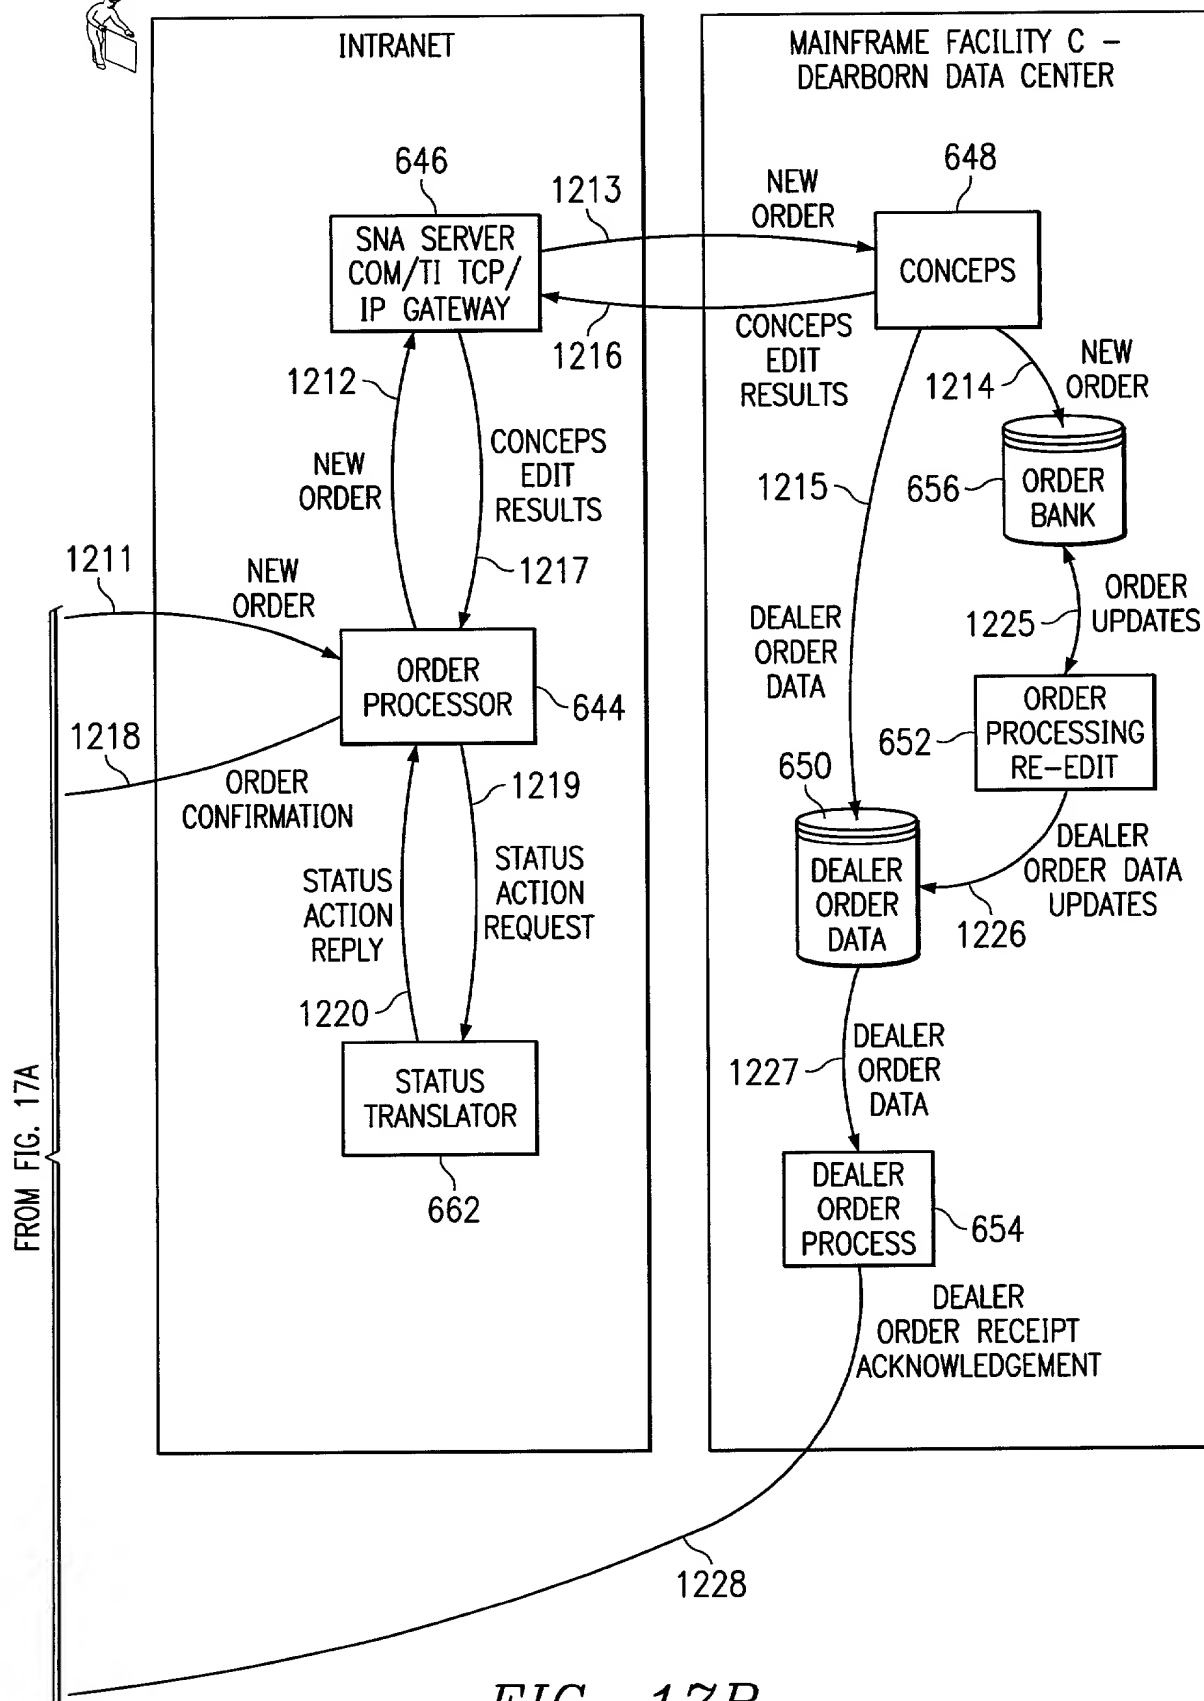 INTRANET
MAINFRAME FACILITY C –
DEARBORN DATA CENTER
646
SNA SERVER
COM/TI TCP/
IP GATEWAY
1213
NEW
ORDER
648
CONCEPS
1216
CONCEPS
EDIT
RESULTS
1212
NEW
ORDER
CONCEPS
EDIT
RESULTS
1217
1214
NEW
ORDER
656
ORDER
BANK
1215
DEALER
ORDER
DATA
1225
ORDER
UPDATES
1211
NEW
ORDER
ORDER
PROCESSOR
644
1218
ORDER
CONFIRMATION
652
ORDER
PROCESSING
RE–EDIT
650
DEALER
ORDER
DATA
DEALER
ORDER DATA
UPDATES
1226
1219
STATUS
ACTION
REQUEST
STATUS
ACTION
REPLY
1220
STATUS
TRANSLATOR
662
1227
DEALER
ORDER
DATA
DEALER
ORDER
PROCESS
654
DEALER
ORDER RECEIPT
ACKNOWLEDGEMENT
1228
FROM FIG. 17A
FIG. 17B